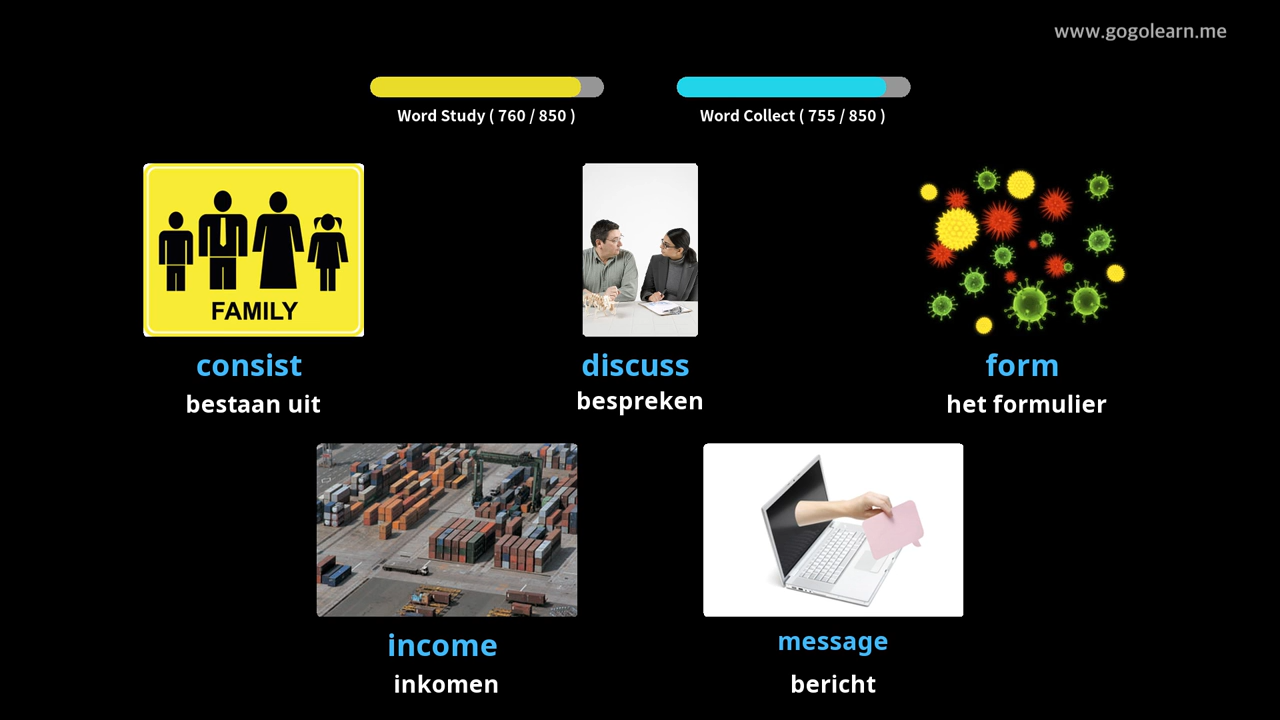 www.gogolearn.me
Word Study ( 760 / 850 )
Word Collect ( 755 / 850 )
FAMILY
consist
bestaan uit
discuss
bespreken
form
het formulier
income
inkomen
message
bericht